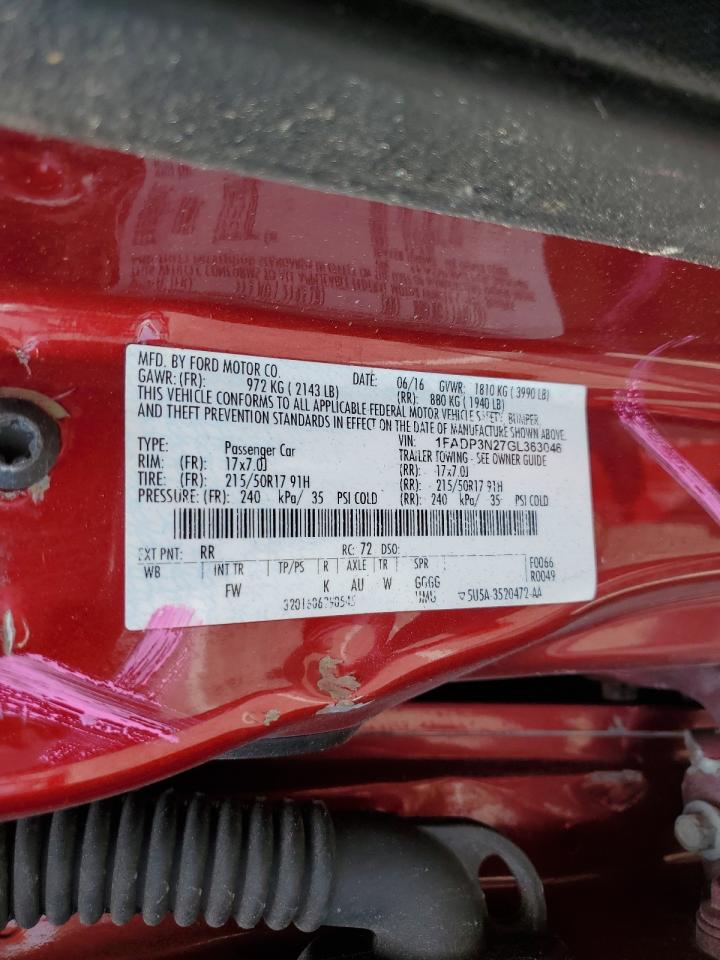 MFD. BY FORD MOTOR CO.
DATE: 06/16 GVWR: 1810 KG ( 3990 LB)
GAWR: (FR): 972 KG ( 2143 LB) (RR): 880 KG ( 1940 LB)
THIS VEHICLE CONFORMS TO ALL APPLICABLE FEDERAL MOTOR VEHICLE SAFETY, BUMPER,
AND THEFT PREVENTION STANDARDS IN EFFECT ON THE DATE OF MANUFACTURE SHOWN ABOVE.
VIN: 1FADP3N27GL363046
TYPE: Passenger Car TRAILER TOWING - SEE OWNER GUIDE
RIM: (FR): 17x7.0J (RR): 17x7.0J
TIRE: (FR): 215/50R17 91H (RR): 215/50R17 91H
PRESSURE: (FR): 240 kPa/ 35 PSI COLD (RR): 240 kPa/ 35 PSI COLD
EXT PNT: RR RC: 72 DSO:
WB INT TR TP/PS R AXLE TR SPR F0066
FW K AU W GGGG R0049
UMG 5U5A-3520472-AA